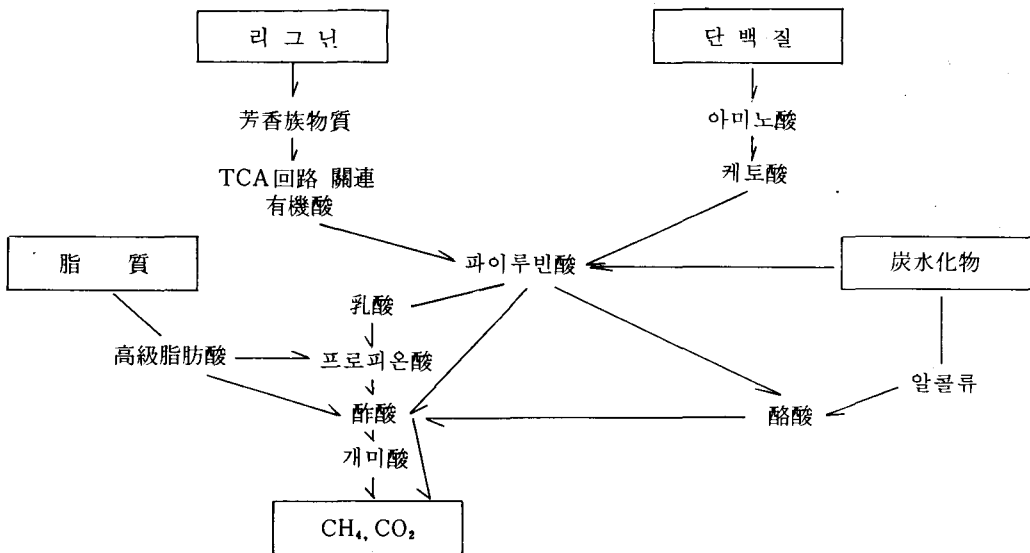 리그닌
단백질
芳香族物質
아미노酸
TCA回路 關連
有機酸
케토酸
脂 質
파이루빈酸
炭水化物
乳酸
高級脂肪酸
프로피온酸
알콜류
酢酸
酪酸
개미酸
CH₄, CO₂